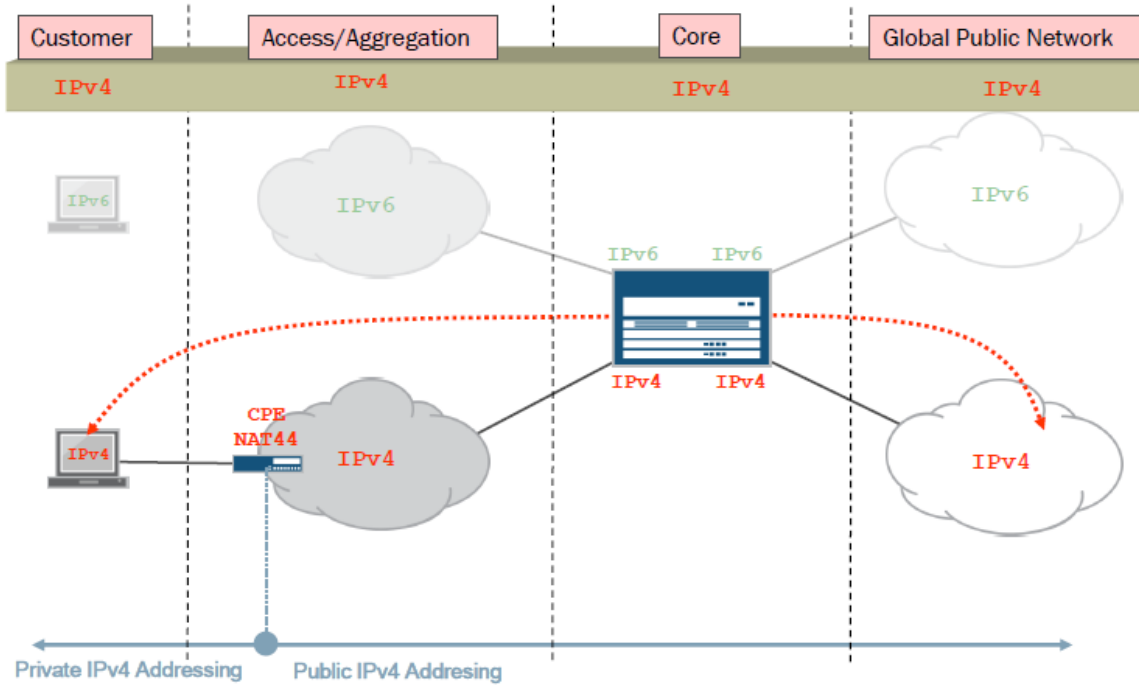 Customer
Access/Aggregation
Core
Global Public Network
IPv4
IPv4
IPv4
IPv4
IPv6
IPv6
IPv6
IPv6
IPv6
IPv4
IPv4
CPE
NAT44
IPv4
IPv4
IPv4
Private IPv4 Addressing
Public IPv4 Addresing